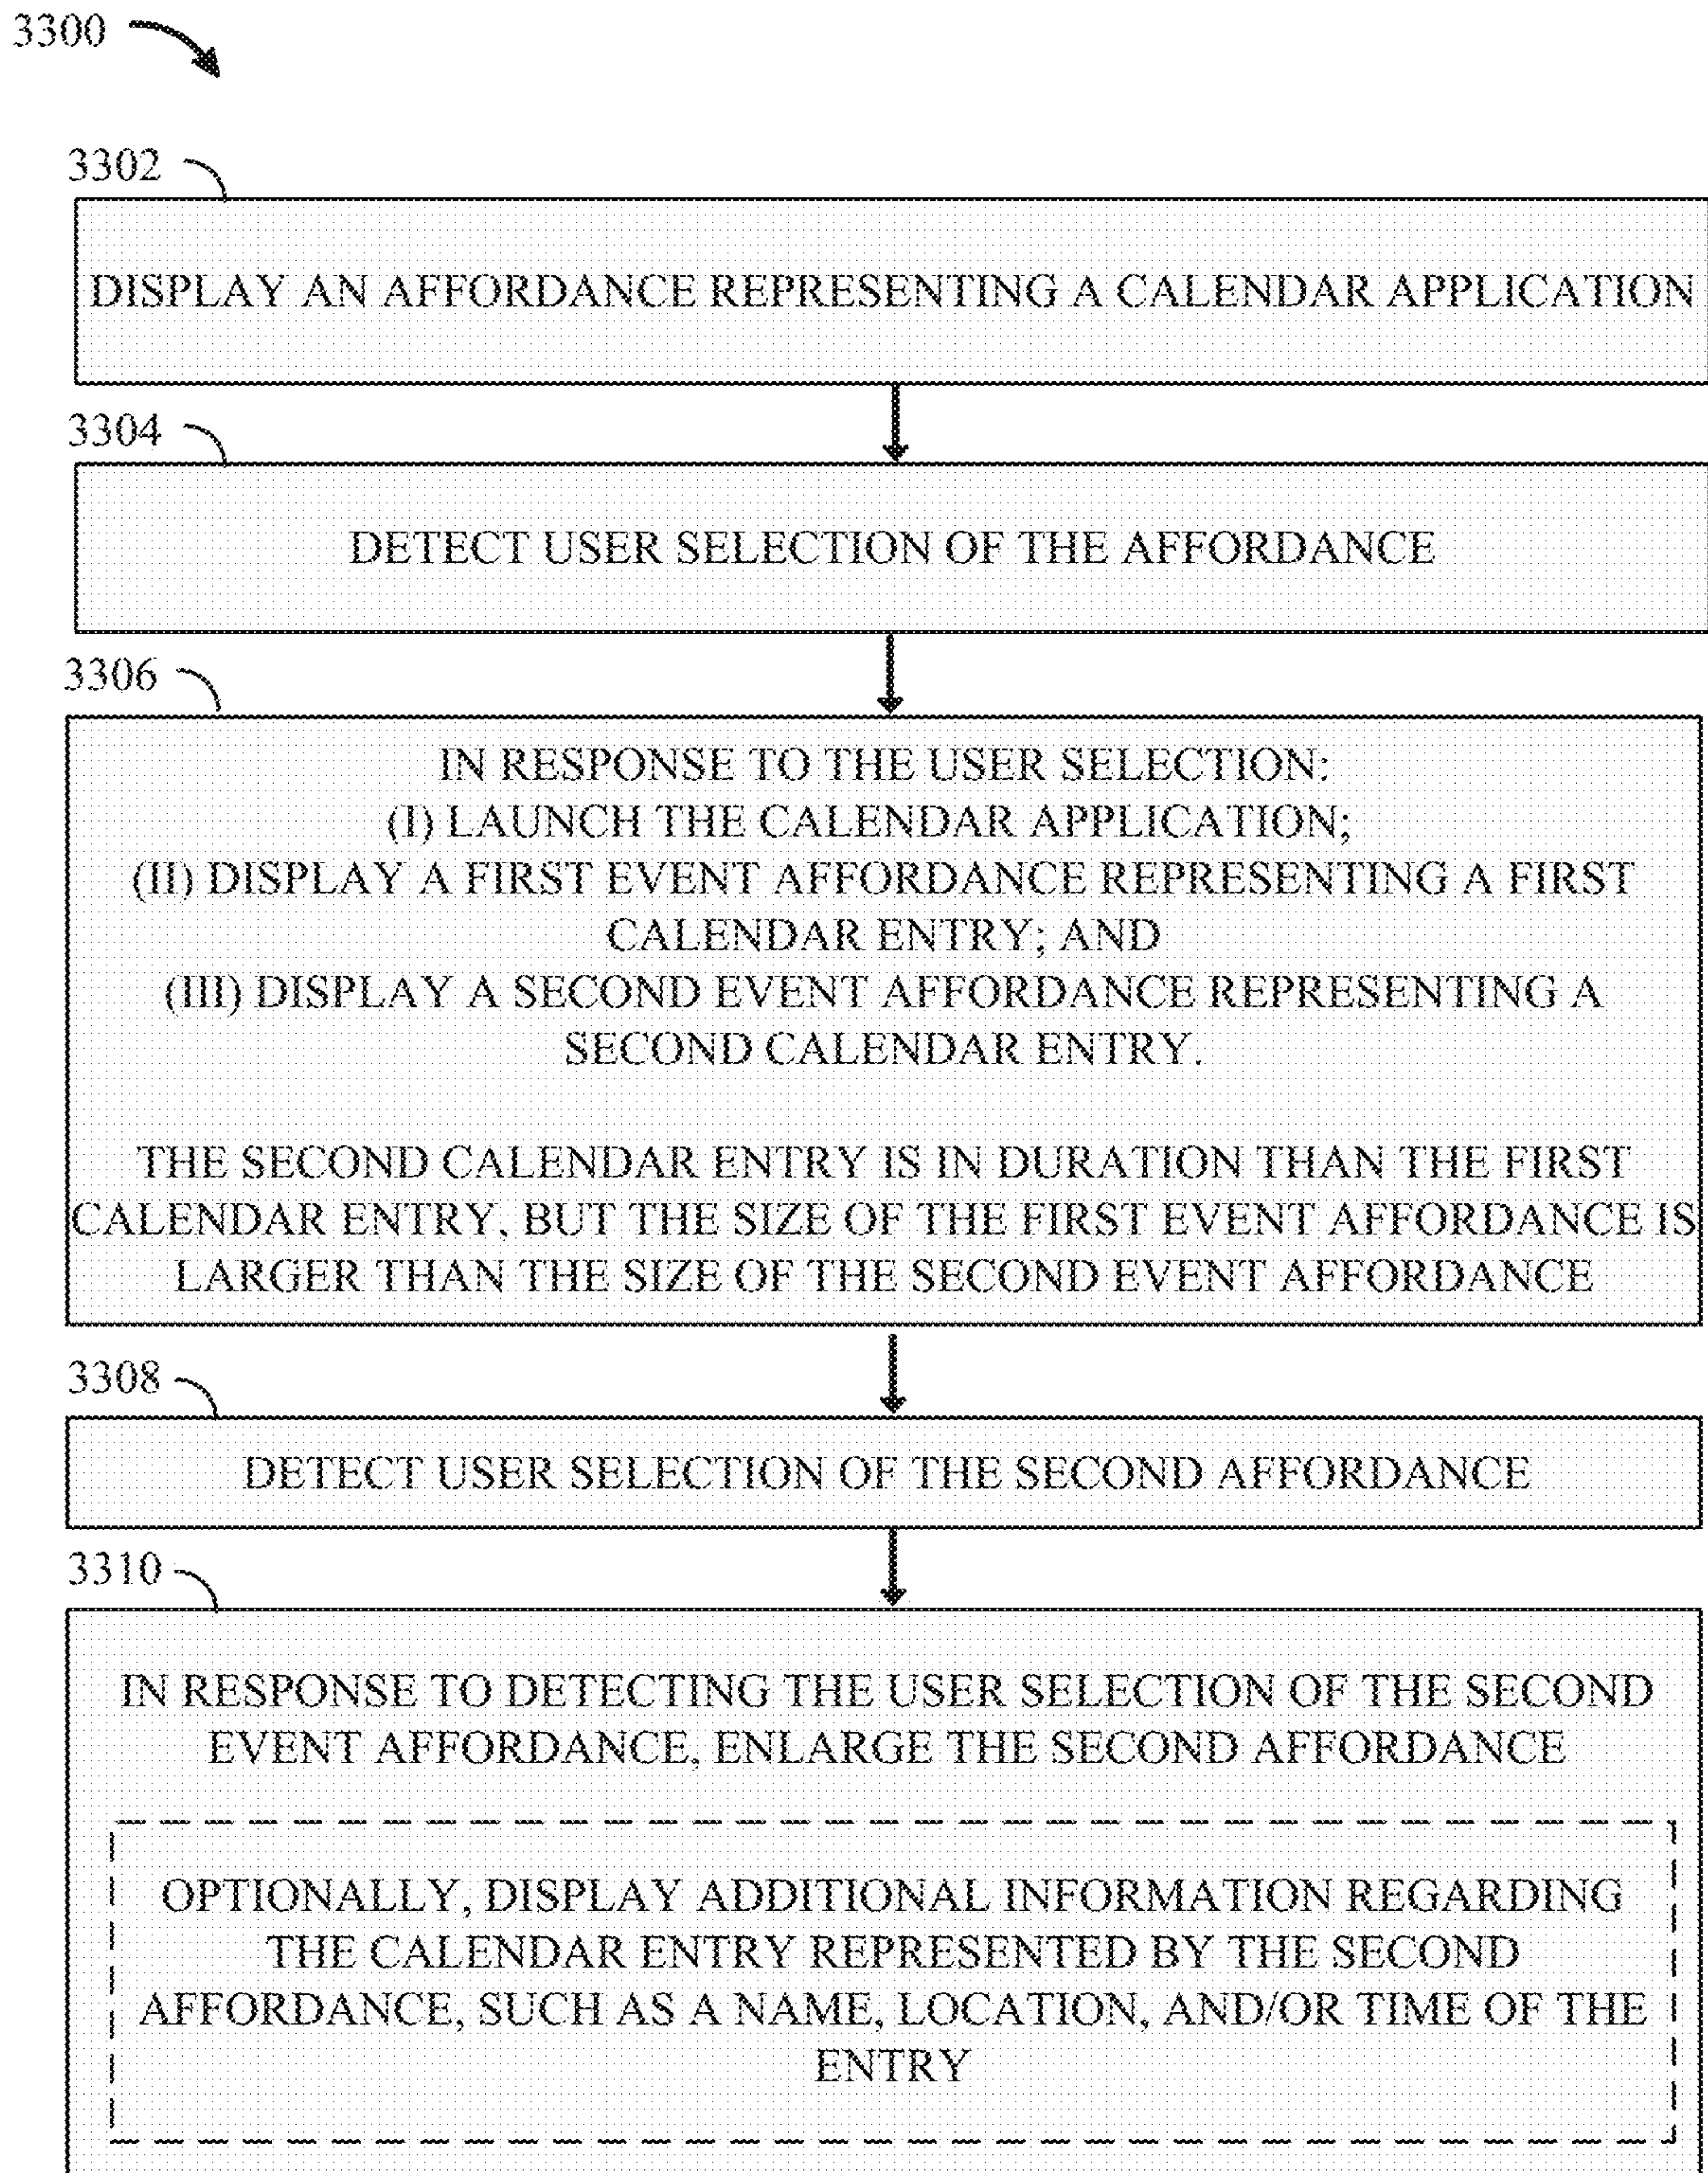 3300
3302
DISPLAY AN AFFORDANCE REPRESENTING A CALENDAR APPLICATION
3304
DETECT USER SELECTION OF THE AFFORDANCE
3306
IN RESPONSE TO THE USER SELECTION:
(I) LAUNCH THE CALENDAR APPLICATION;
(II) DISPLAY A FIRST EVENT AFFORDANCE REPRESENTING A FIRST
CALENDAR ENTRY; AND
(III) DISPLAY A SECOND EVENT AFFORDANCE REPRESENTING A
SECOND CALENDAR ENTRY.
THE SECOND CALENDAR ENTRY IS IN DURATION THAN THE FIRST
CALENDAR ENTRY, BUT THE SIZE OF THE FIRST EVENT AFFORDANCE IS
LARGER THAN THE SIZE OF THE SECOND EVENT AFFORDANCE
3308
DETECT USER SELECTION OF THE SECOND AFFORDANCE
3310
IN RESPONSE TO DETECTING THE USER SELECTION OF THE SECOND
EVENT AFFORDANCE, ENLARGE THE SECOND AFFORDANCE
OPTIONALLY, DISPLAY ADDITIONAL INFORMATION REGARDING
THE CALENDAR ENTRY REPRESENTED BY THE SECOND
AFFORDANCE, SUCH AS A NAME, LOCATION, AND/OR TIME OF THE
ENTRY